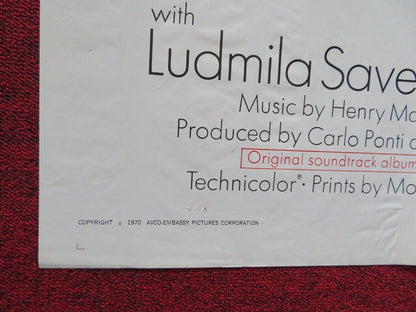 with
Ludmila Save
Music by Henry Ma
Produced by Carlo Ponti a
Original soundtrack album
Technicolor® • Prints by Mo
COPYRIGHT © 1970 AVCO-EMBASSY PICTURES CORPORATION